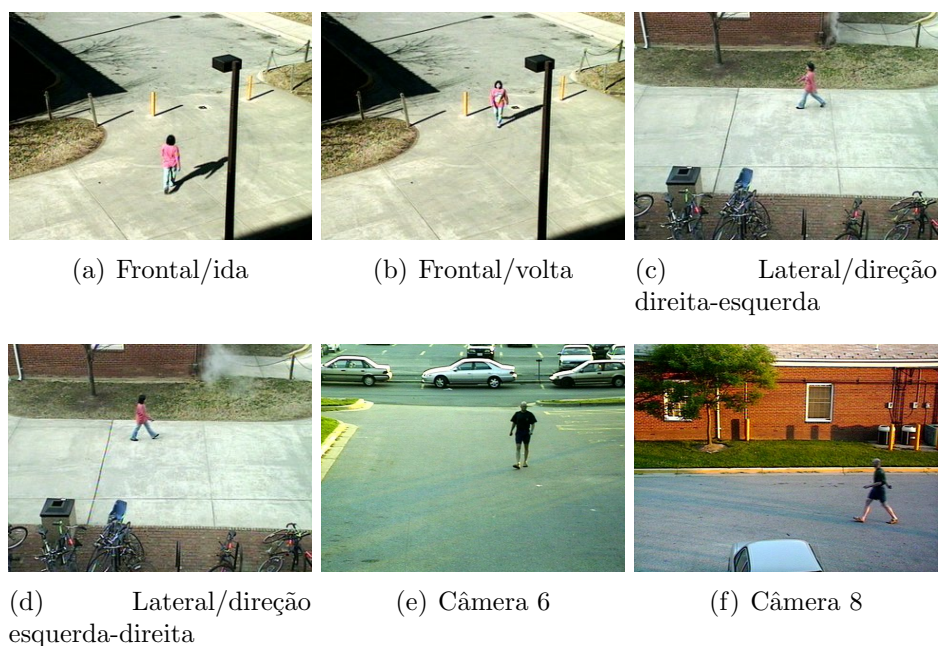 (a) Frontal/ida
(b) Frontal/volta
(c) Lateral/direção
direita-esquerda
(d) Lateral/direção
esquerda-direita
(e) Câmera 6
(f) Câmera 8